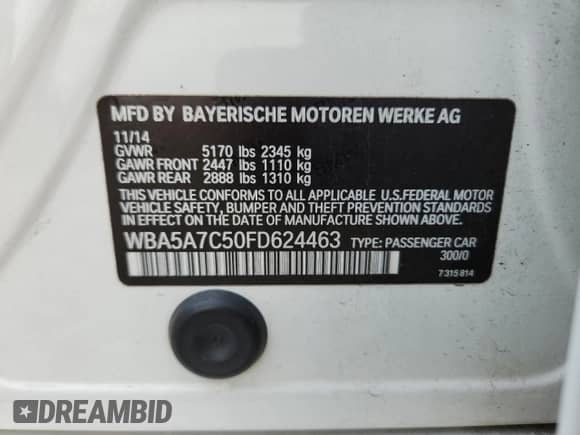 MFD BY BAYERISCHE MOTOREN WERKE AG
11/14
GVWR 5170 lbs 2345 kg
GAWR FRONT 2447 lbs 1110 kg
GAWR REAR 2888 lbs 1310 kg
THIS VEHICLE CONFORMS TO ALL APPLICABLE U.S.FEDERAL MOTOR
VEHICLE SAFETY, BUMPER AND THEFT PREVENTION STANDARDS
IN EFFECT ON THE DATE OF MANUFACTURE SHOWN ABOVE.
WBA5A7C50FD624463 TYPE: PASSENGER CAR
300/0
7 315 814
DREAMBID